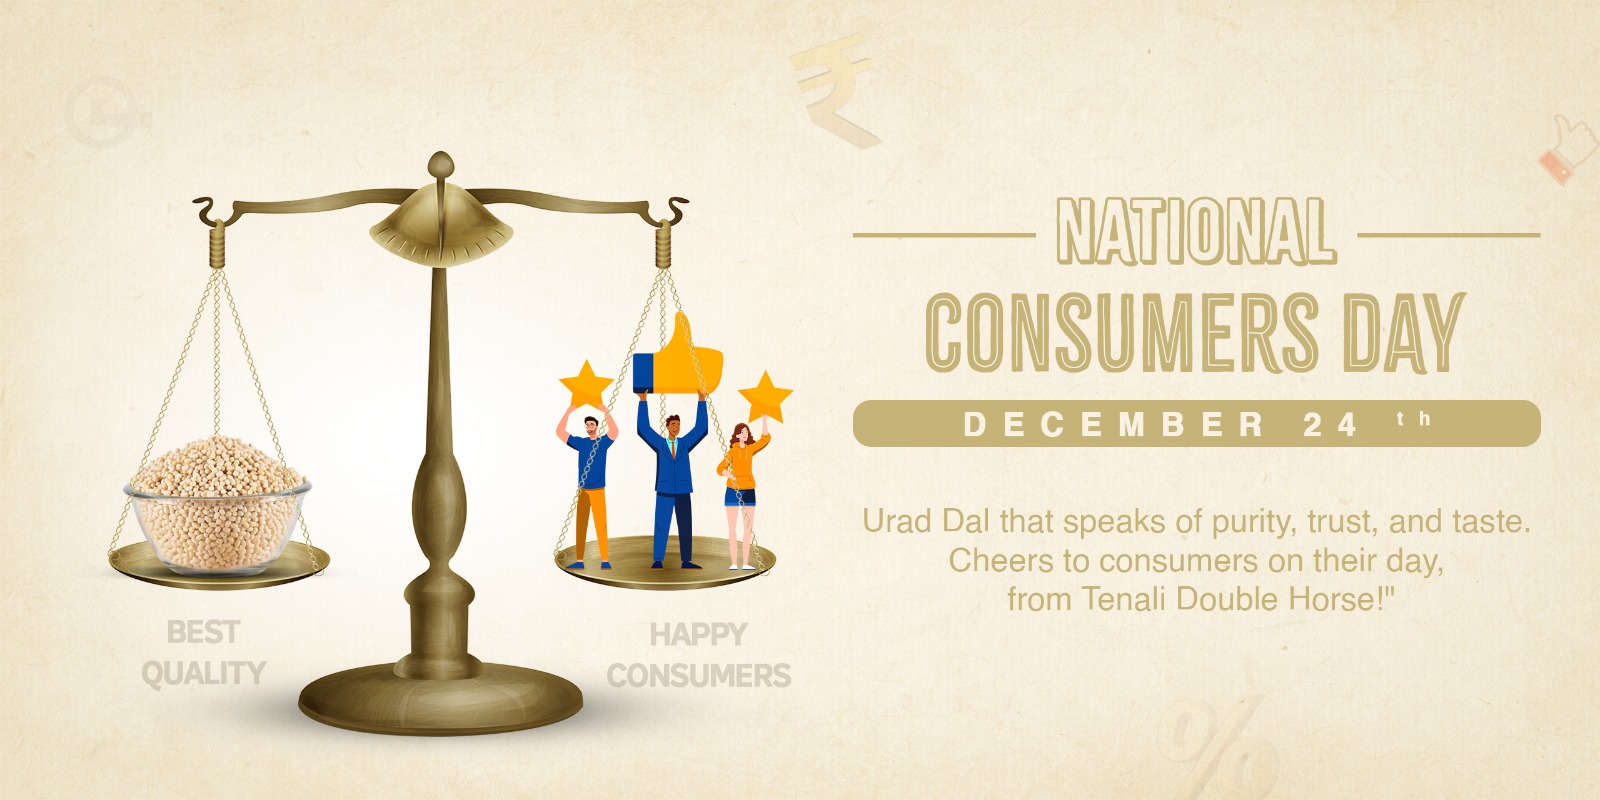 NATIONAL
CONSUMERS DAY
DECEMBER 24 th
Urad Dal that speaks of purity, trust, and taste.
Cheers to consumers on their day,
from Tenali Double Horse!"
BEST
QUALITY
HAPPY
CONSUMERS
₹
%